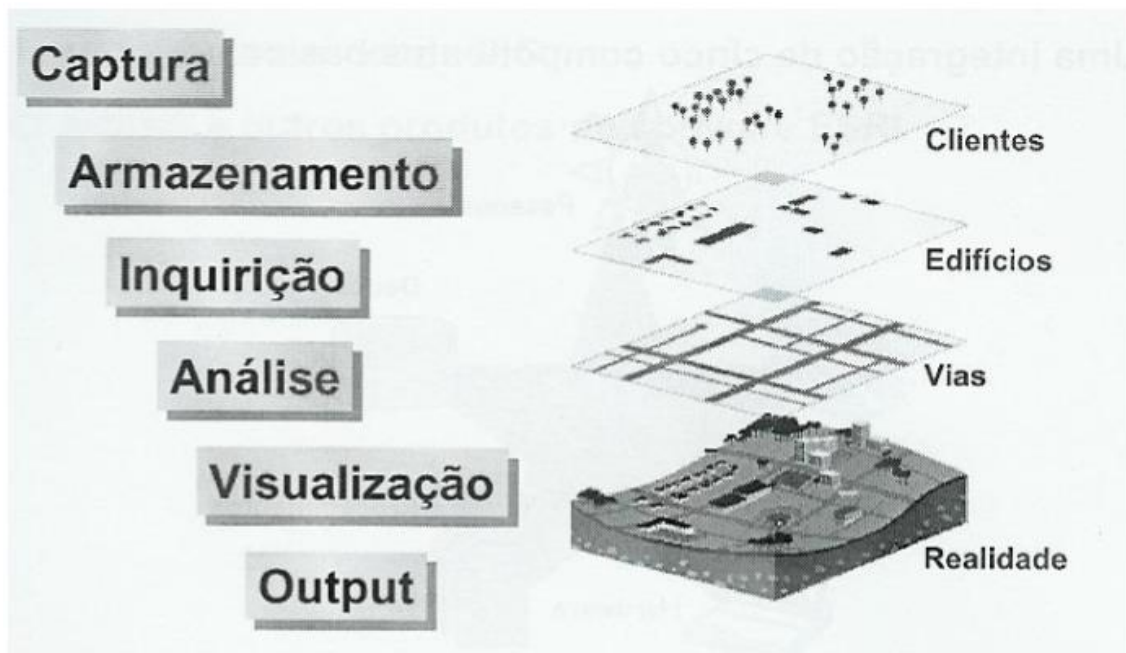 Captura
Armazenamento
Inquirição
Análise
Visualização
Output
Clientes
Edifícios
Vias
Realidade